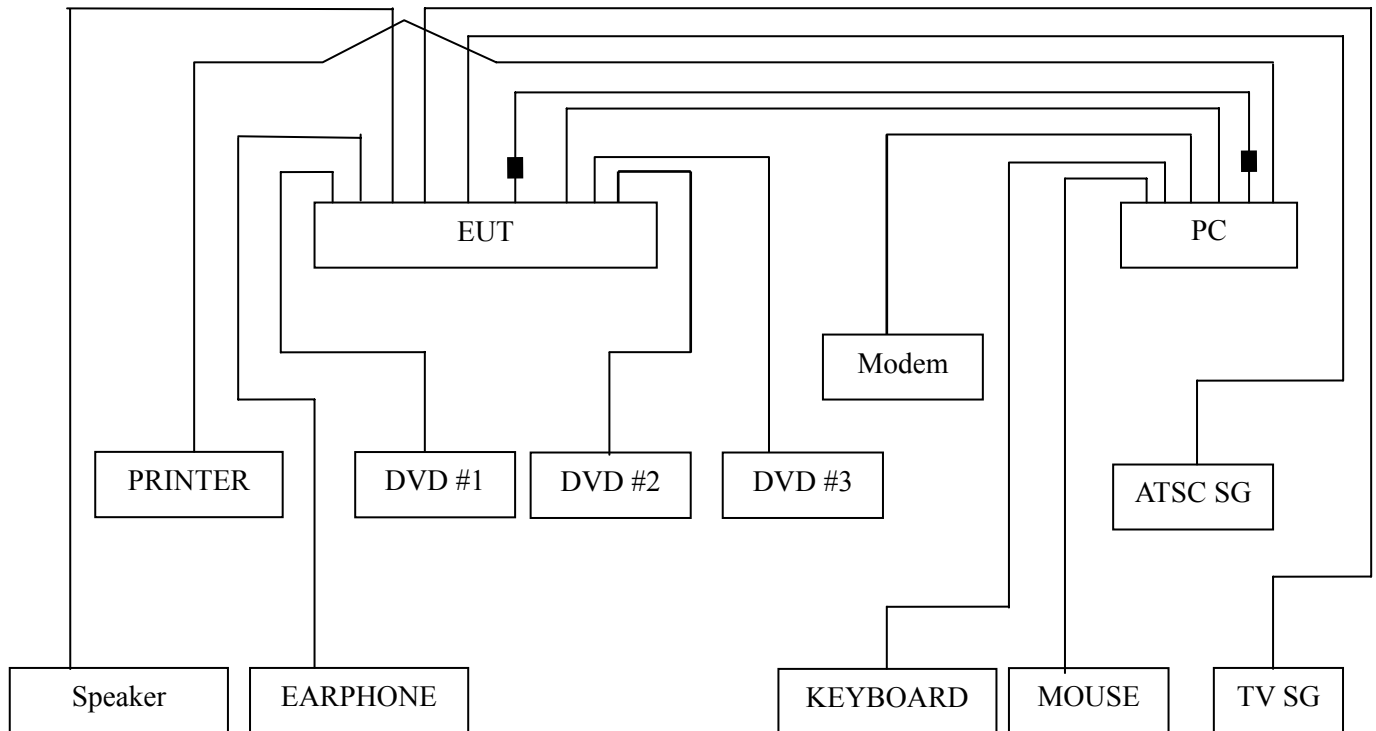 EUT
PC
Modem
PRINTER
DVD #1
DVD #2
DVD #3
ATSC SG
Speaker
EARPHONE
KEYBOARD
MOUSE
TV SG